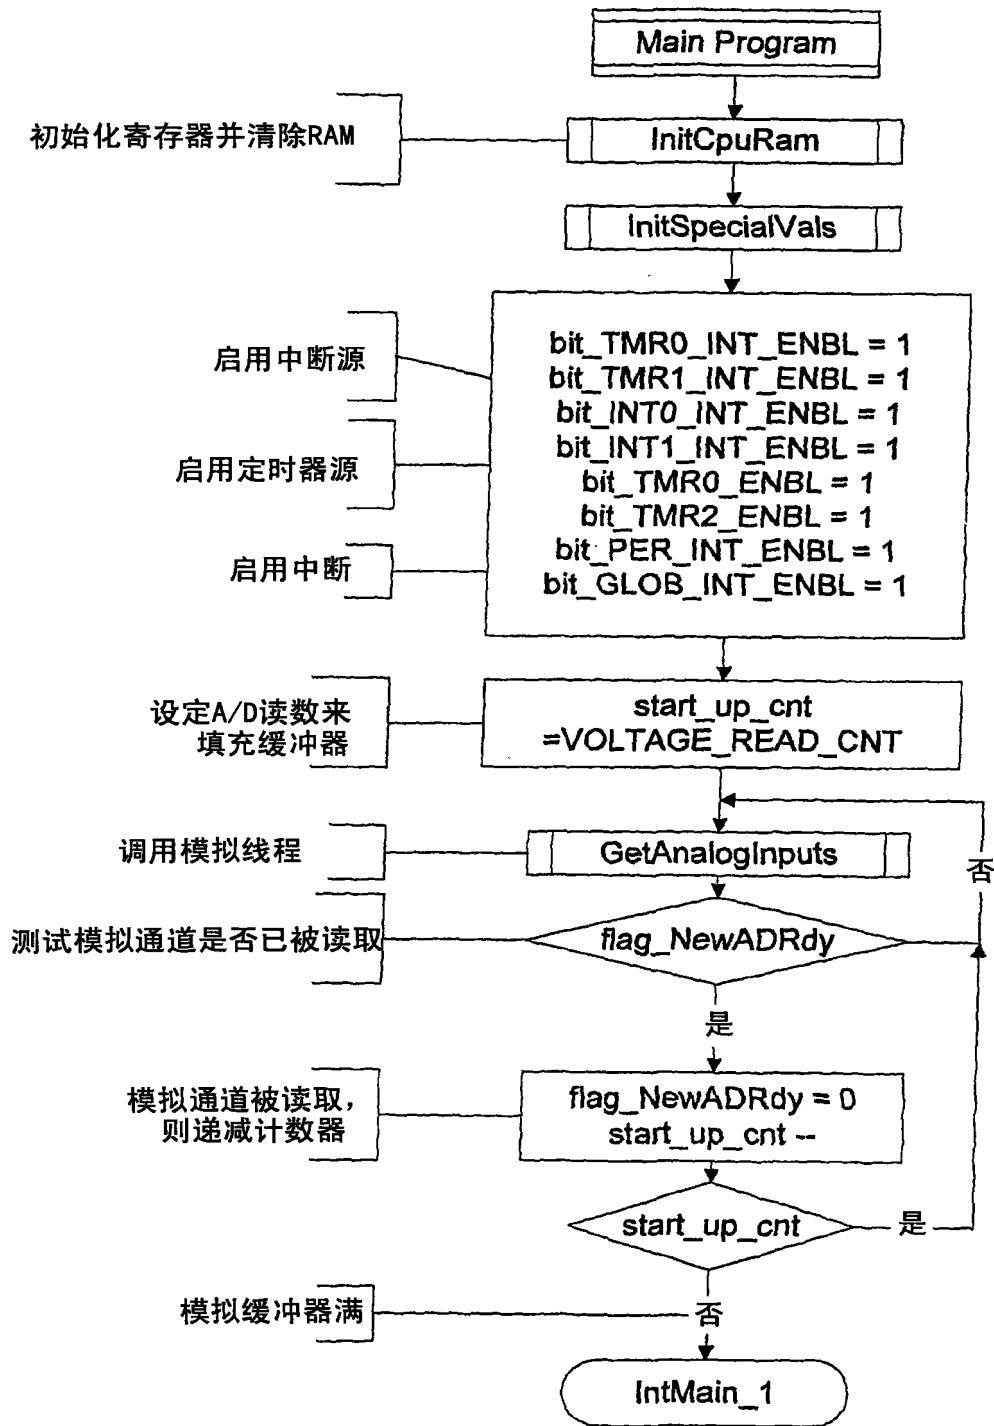 Main Program
初始化寄存器并清除RAM
InitCpuRam
InitSpecialVals
启用中断源
启用定时器源
启用中断
bit_TMR0_INT_ENBL = 1
bit_TMR1_INT_ENBL = 1
bit_INT0_INT_ENBL = 1
bit_INT1_INT_ENBL = 1
bit_TMR0_ENBL = 1
bit_TMR2_ENBL = 1
bit_PER_INT_ENBL = 1
bit_GLOB_INT_ENBL = 1
设定A/D读数来
填充缓冲器
start_up_cnt
=VOLTAGE_READ_CNT
调用模拟线程
GetAnalogInputs
否
测试模拟通道是否已被读取
flag_NewADRdy
是
模拟通道被读取，
则递减计数器
flag_NewADRdy = 0
start_up_cnt --
start_up_cnt
是
模拟缓冲器满
否
IntMain_1